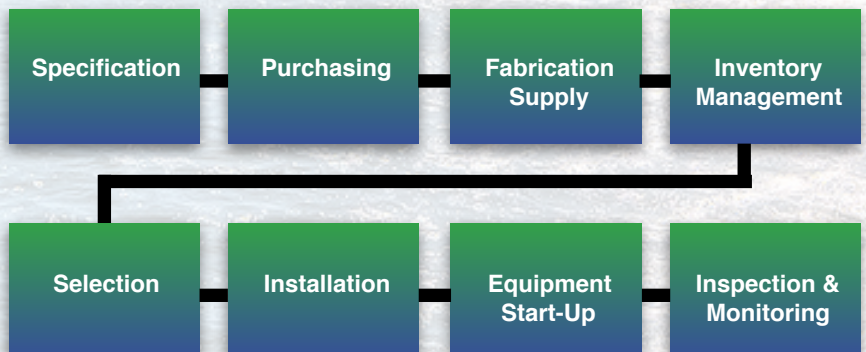 Specification
Purchasing
Fabrication
Supply
Inventory
Management
Selection
Installation
Equipment
Start-Up
Inspection &
Monitoring